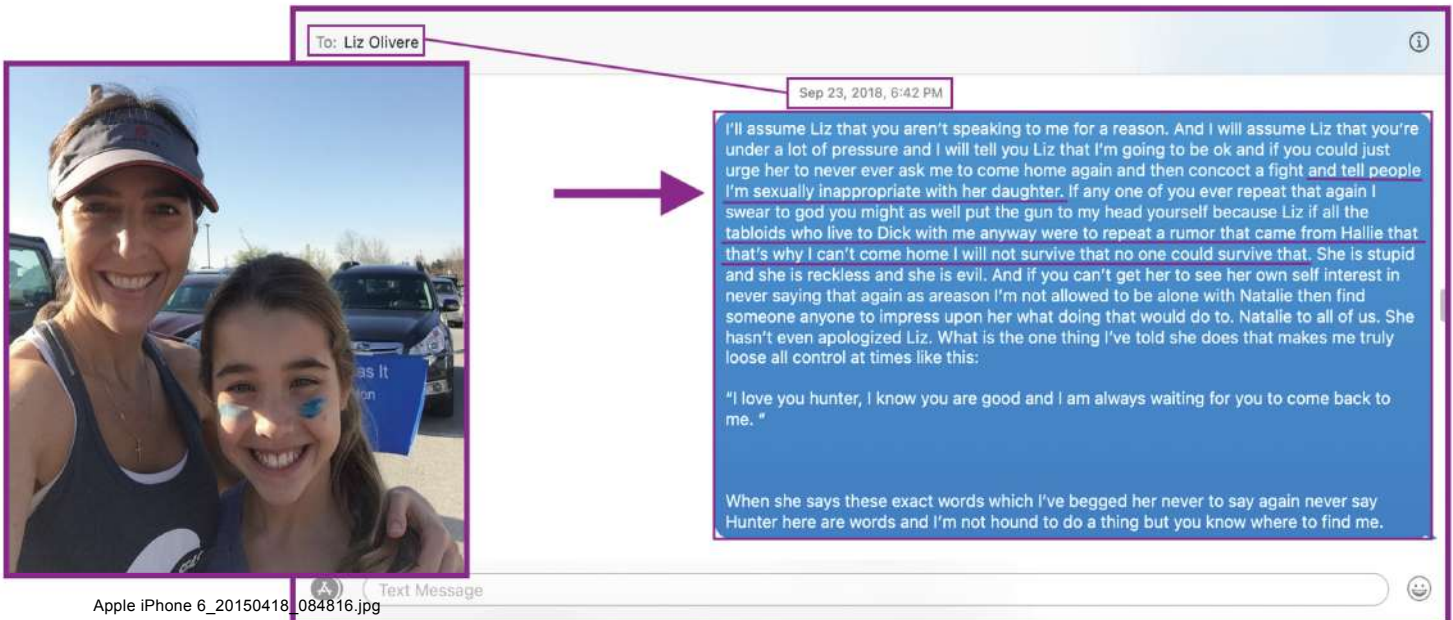 To: Liz Olivere
Sep 23, 2018, 6:42 PM
I'll assume Liz that you aren't speaking to me for a reason. And I will assume Liz that you're
under a lot of pressure and I will tell you Liz that I'm going to be ok and if you could just
urge her to never ever ask me to come home again and then concoct a fight and tell people
I'm sexually inappropriate with her daughter. If any one of you ever repeat that again I
swear to god you might as well put the gun to my head yourself because Liz if all the
tabloids who live to Dick with me anyway were to repeat a rumor that came from Hallie that
that's why I can't come home I will not survive that no one could survive that. She is stupid
and she is reckless and she is evil. And if you can't get her to see her own self interest in
never saying that again as areason I'm not allowed to be alone with Natalie then find
someone anyone to impress upon her what doing that would do to. Natalie to all of us. She
hasn't even apologized Liz. What is the one thing I've told she does that makes me truly
loose all control at times like this:
"I love you hunter, I know you are good and I am always waiting for you to come back to
me. "
When she says these exact words which I've begged her never to say again never say
Hunter here are words and I'm not hound to do a thing but you know where to find me.
as It
Text Message
Apple iPhone 6_20150418_084816.jpg